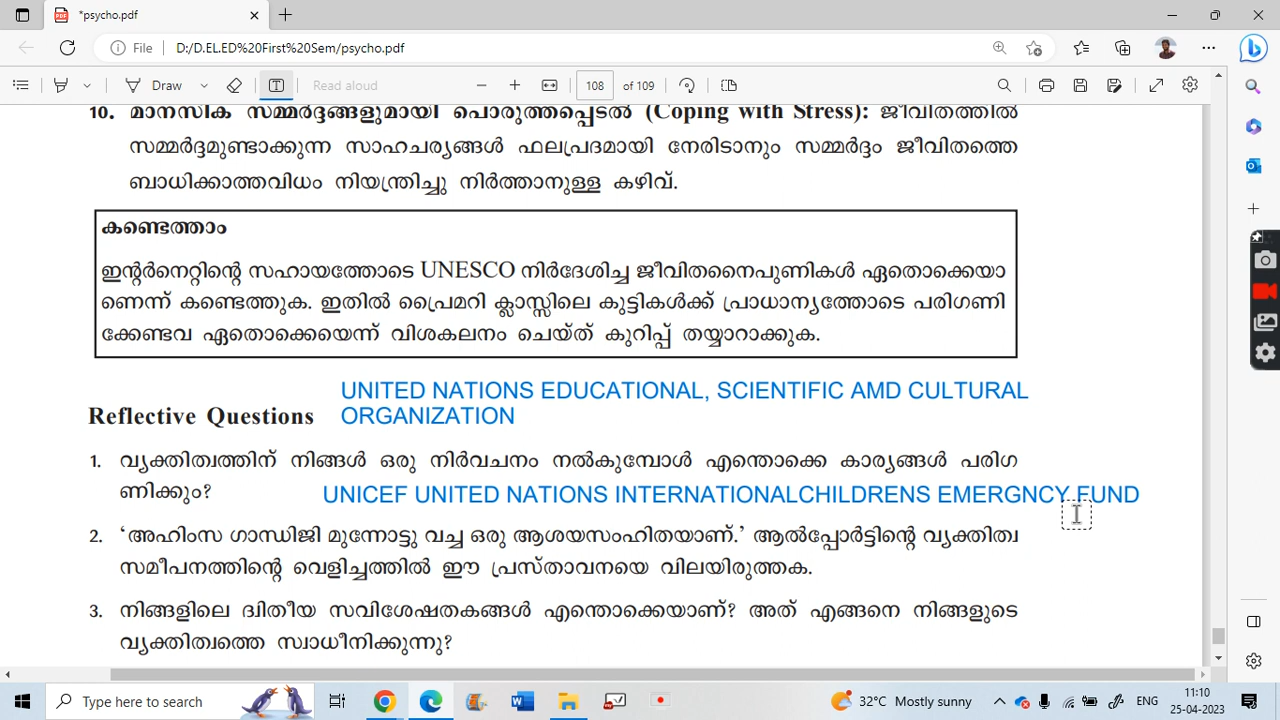 *psycho.pdf
File
D:/D.EL.ED%20First%20Sem/psycho.pdf
Draw
Read aloud
108 of 109
10. മാനസിക സമ്മർദ്ദങ്ങളുമായി പൊരുത്തപ്പെടൽ (Coping with Stress): ജീവിതത്തിൽ
സമ്മർദ്ദമുണ്ടാക്കുന്ന സാഹചര്യങ്ങൾ ഫലപ്രദമായി നേരിടാനും സമ്മർദ്ദം ജീവിതത്തെ
ബാധിക്കാത്തവിധം നിയന്ത്രിച്ചു നിർത്താനുള്ള കഴിവ്.
കണ്ടെത്താം
ഇന്റർനെറ്റിന്റെ സഹായത്തോടെ UNESCO നിർദേശിച്ച ജീവിതനൈപുണികൾ ഏതൊക്കെയാ
ണെന്ന് കണ്ടെത്തുക. ഇതിൽ പ്രൈമറി ക്ലാസ്സിലെ കുട്ടികൾക്ക് പ്രാധാന്യത്തോടെ പരിഗണി
ക്കേണ്ടവ ഏതൊക്കെയെന്ന് വിശകലനം ചെയ്ത് കുറിപ്പ് തയ്യാറാക്കുക.
UNITED NATIONS EDUCATIONAL, SCIENTIFIC AMD CULTURAL
Reflective Questions ORGANIZATION
1. വ്യക്തിത്വത്തിന് നിങ്ങൾ ഒരു നിർവചനം നൽകുമ്പോൾ എന്തൊക്കെ കാര്യങ്ങൾ പരിഗ
ണിക്കും? UNICEF UNITED NATIONS INTERNATIONALCHILDRENS EMERGNCY FUND
2. ‘അഹിംസ ഗാന്ധിജി മുന്നോട്ടു വച്ച ഒരു ആശയസംഹിതയാണ്.’ ആൽപ്പോർട്ടിന്റെ വ്യക്തിത്വ
സമീപനത്തിന്റെ വെളിച്ചത്തിൽ ഈ പ്രസ്താവനയെ വിലയിരുത്തുക.
3. നിങ്ങളിലെ ദ്വിതീയ സവിശേഷതകങ്ങൾ എന്തൊക്കെയാണ്? അത് എങ്ങനെ നിങ്ങളുടെ
വ്യക്തിത്വത്തെ സ്വാധീനിക്കുന്നു?
Type here to search
32°C Mostly sunny
ENG
11:10
25-04-2023